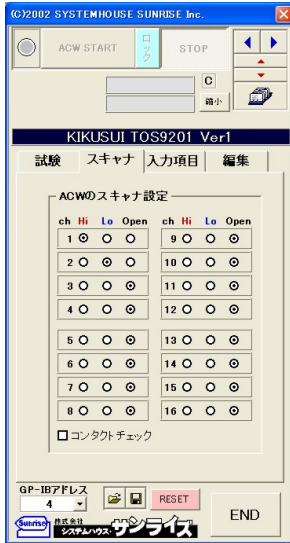 (C)2002 SYSTEMHOUSE SUNRISE Inc.
ACW START
ロック
STOP
C
縮小
KIKUSUI TOS9201 Ver1
試験 スキャナ 入力項目 編集
ACWのスキャナ設定
ch Hi Lo Open ch Hi Lo Open
1 9
2 10
3 11
4 12
5 13
6 14
7 15
8 16
コンタクトチェック
GP-IBアドレス
4
RESET
END
Sunrise 株式会社
システムハウス・サンライズ